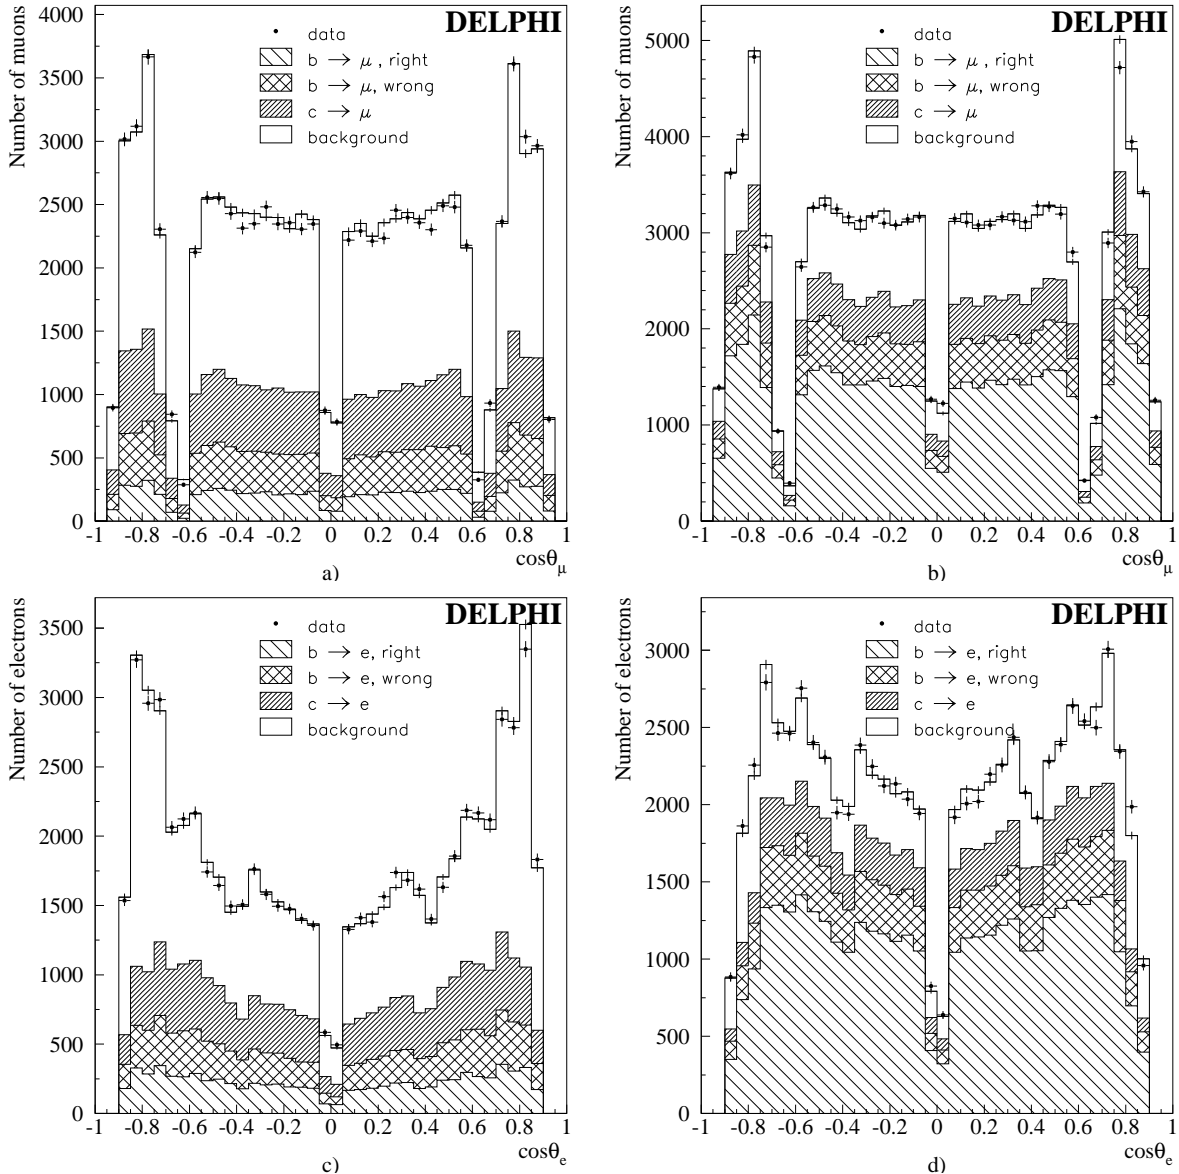 DELPHI
data
b → μ , right
b → μ, wrong
c → μ
background
Number of muons
4000
3500
3000
2500
2000
1500
1000
500
0
-1 -0.8 -0.6 -0.4 -0.2 0 0.2 0.4 0.6 0.8 1
cosθμ
a)
DELPHI
data
b → μ , right
b → μ, wrong
c → μ
background
Number of muons
5000
4000
3000
2000
1000
0
-1 -0.8 -0.6 -0.4 -0.2 0 0.2 0.4 0.6 0.8 1
cosθμ
b)
DELPHI
data
b → e, right
b → e, wrong
c → e
background
Number of electrons
3500
3000
2500
2000
1500
1000
500
0
-1 -0.8 -0.6 -0.4 -0.2 0 0.2 0.4 0.6 0.8 1
cosθe
c)
DELPHI
data
b → e, right
b → e, wrong
c → e
background
Number of electrons
3000
2500
2000
1500
1000
500
0
-1 -0.8 -0.6 -0.4 -0.2 0 0.2 0.4 0.6 0.8 1
cosθe
d)